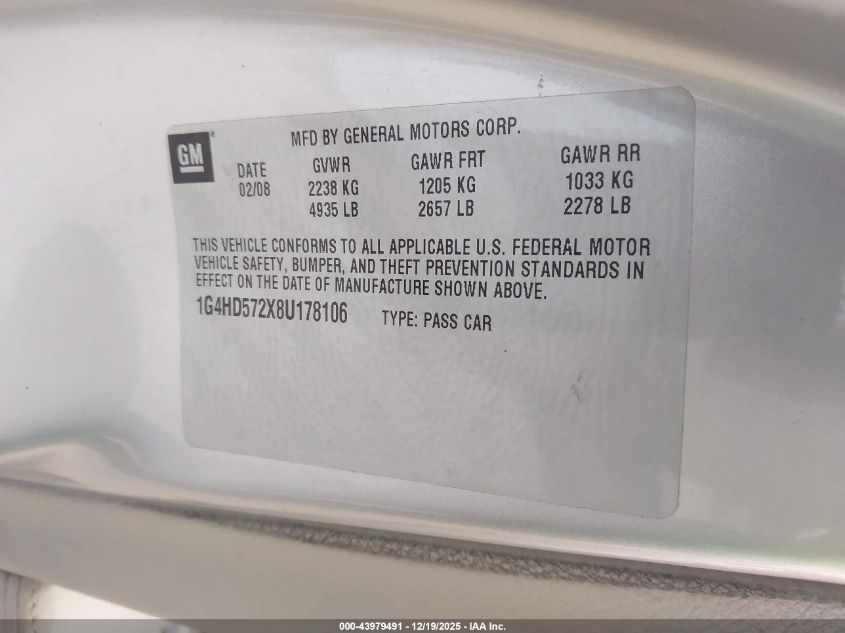 GM®
MFD BY GENERAL MOTORS CORP.
DATE GVWR GAWR FRT GAWR RR
02/08 2238 KG 1205 KG 1033 KG
4935 LB 2657 LB 2278 LB
THIS VEHICLE CONFORMS TO ALL APPLICABLE U.S. FEDERAL MOTOR
VEHICLE SAFETY, BUMPER, AND THEFT PREVENTION STANDARDS IN
EFFECT ON THE DATE OF MANUFACTURE SHOWN ABOVE.
1G4HD572X8U178106 TYPE: PASS CAR
000-43979491 - 12/19/2025 - IAA Inc.